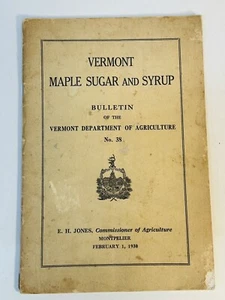 VERMONT
MAPLE SUGAR AND SYRUP
BULLETIN
OF THE
VERMONT DEPARTMENT OF AGRICULTURE
No. 38
E. H. JONES, Commissioner of Agriculture
MONTPELIER
FEBRUARY 1, 1930